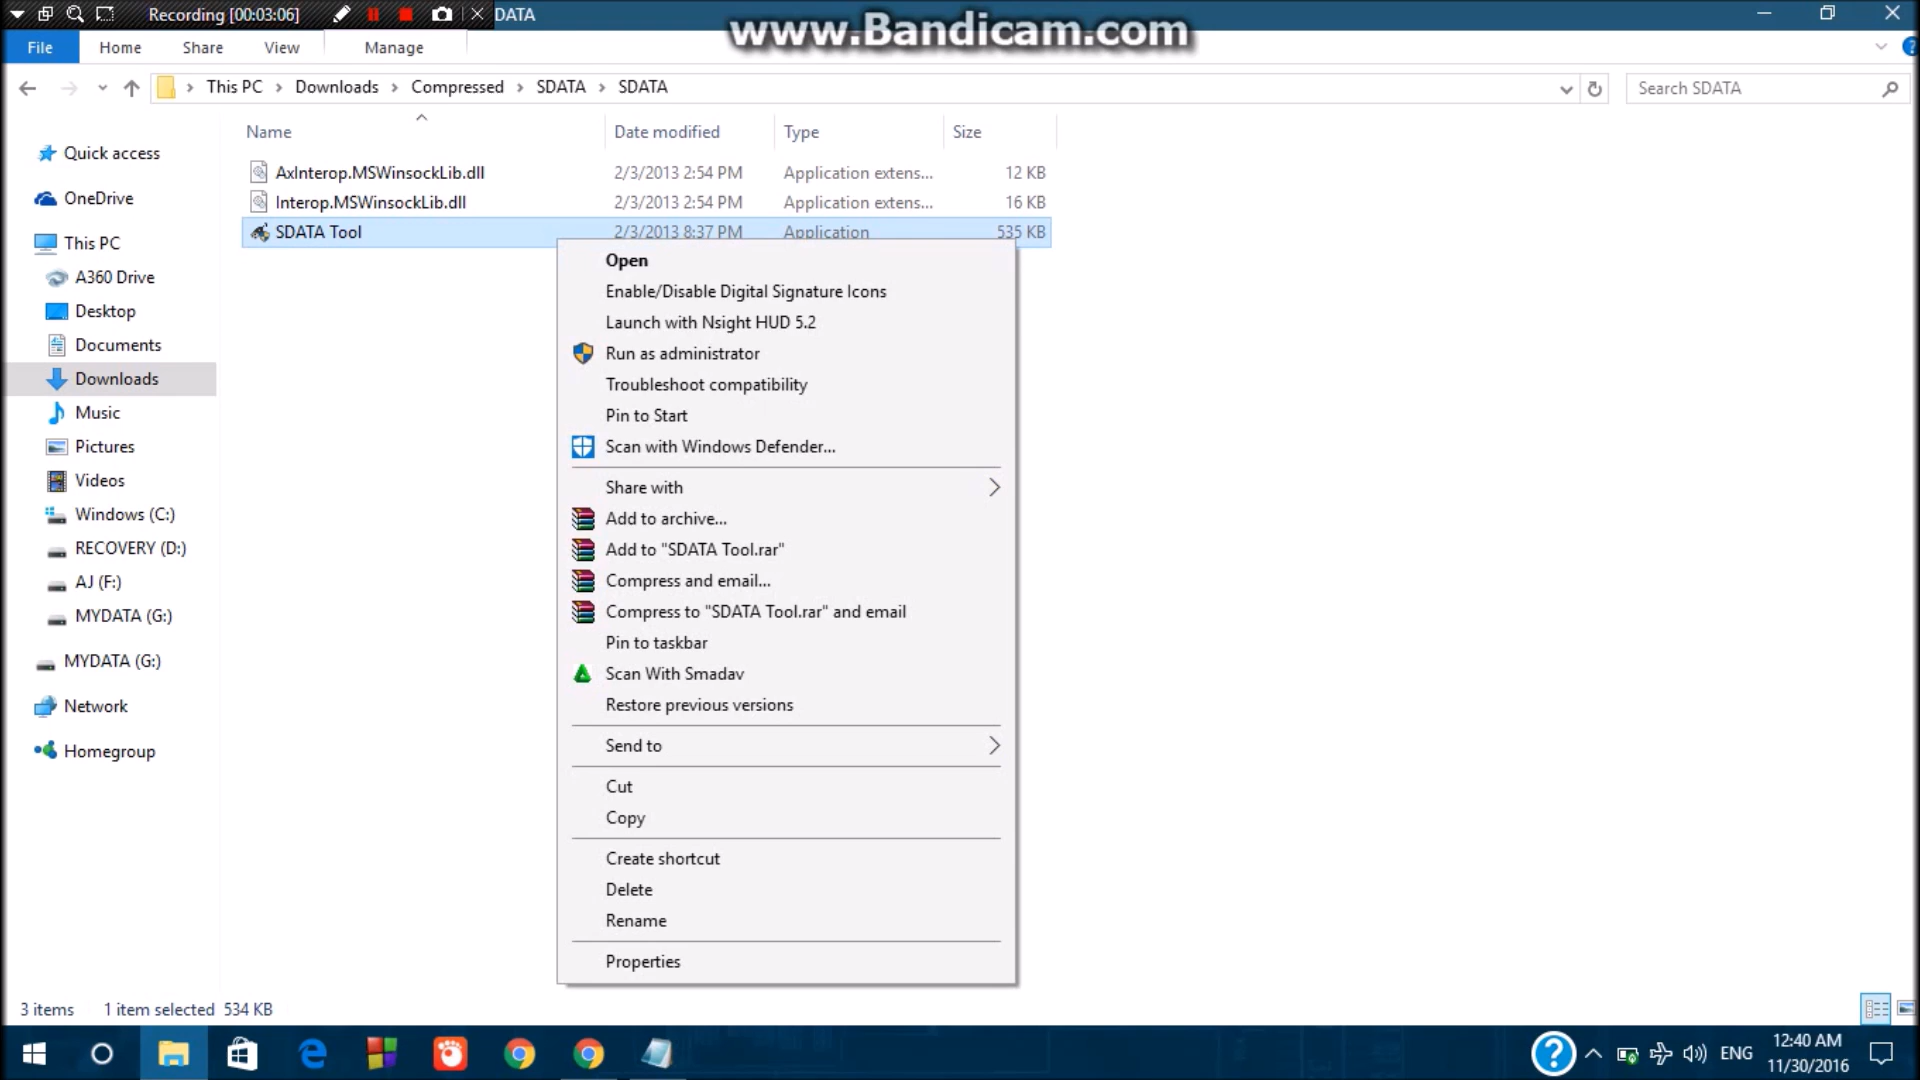 Recording [00:03:06]
DATA
www.Bandicam.com
File
Home
Share
View
Manage
This PC
Downloads
Compressed
SDATA
SDATA
Search SDATA
Name
Date modified
Type
Size
AxInterop.MSWinsockLib.dll
2/3/2013 2:54 PM
Application extens...
12 KB
Interop.MSWinsockLib.dll
2/3/2013 2:54 PM
Application extens...
16 KB
SDATA Tool
2/3/2013 8:37 PM
Application
535 KB
Quick access
OneDrive
This PC
A360 Drive
Desktop
Documents
Downloads
Music
Pictures
Videos
Windows (C:)
RECOVERY (D:)
AJ (F:)
MYDATA (G:)
MYDATA (G:)
Network
Homegroup
Open
Enable/Disable Digital Signature Icons
Launch with Nsight HUD 5.2
Run as administrator
Troubleshoot compatibility
Pin to Start
Scan with Windows Defender...
Share with
Add to archive...
Add to "SDATA Tool.rar"
Compress and email...
Compress to "SDATA Tool.rar" and email
Pin to taskbar
Scan With Smadav
Restore previous versions
Send to
Cut
Copy
Create shortcut
Delete
Rename
Properties
3 items
1 item selected 534 KB
ENG
12:40 AM
11/30/2016